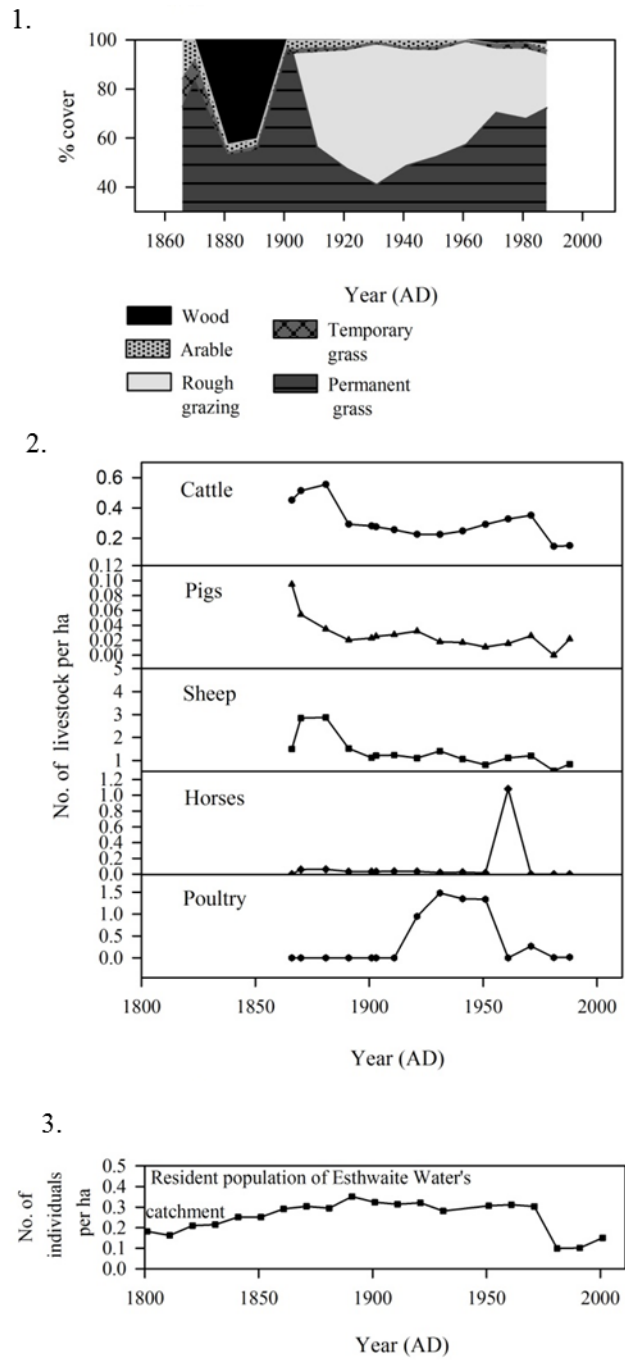 1.
100
80
60
40
% cover
1860 1880 1900 1920 1940 1960 1980 2000
Year (AD)
Wood
Arable
Rough
grazing
Temporary
grass
Permanent
grass
2.
No. of livestock per ha
0.6
0.4
0.2
Cattle
0.12
0.10
0.08
0.06
0.04
0.02
0.00
Pigs
5
4
3
2
1
Sheep
1.2
1.0
0.8
0.6
0.4
0.2
0.0
Horses
1.5
1.0
0.5
0.0
Poultry
1800 1850 1900 1950 2000
Year (AD)
3.
No. of
individuals
per ha
0.5
0.4
0.3
0.2
0.1
0.0
Resident population of Esthwaite Water's
catchment
1800 1850 1900 1950 2000
Year (AD)